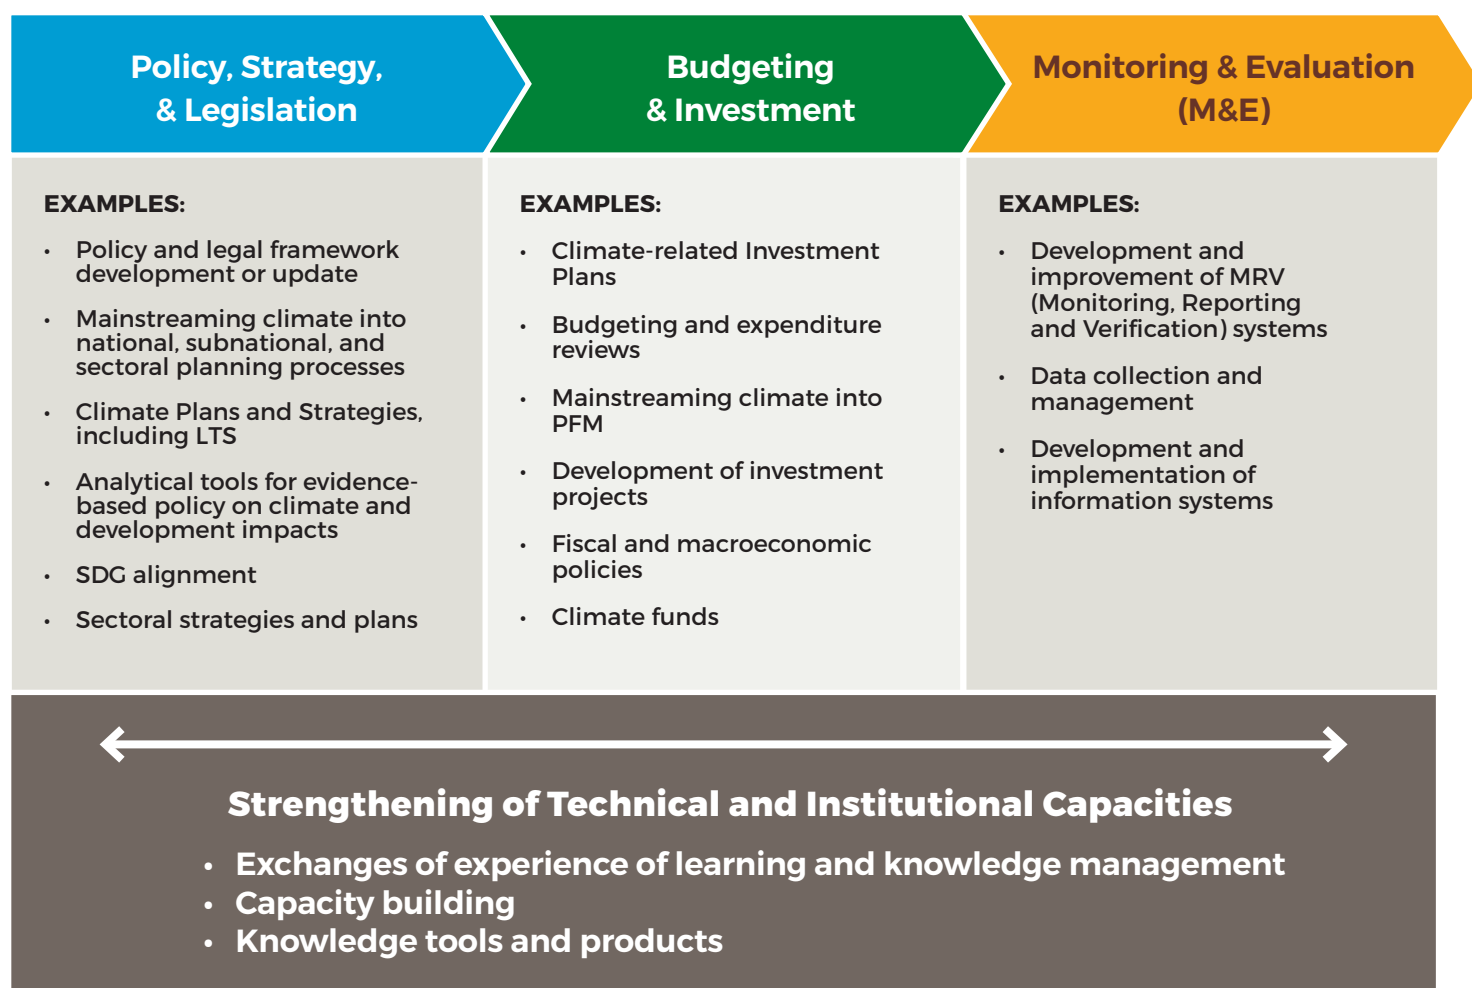 Policy, Strategy,
& Legislation
Budgeting
& Investment
Monitoring & Evaluation
(M&E)
EXAMPLES:
• Policy and legal framework
development or update
• Mainstreaming climate into
national, subnational, and
sectoral planning processes
• Climate Plans and Strategies,
including LTS
• Analytical tools for evidence-
based policy on climate and
development impacts
• SDG alignment
• Sectoral strategies and plans
EXAMPLES:
• Climate-related Investment
Plans
• Budgeting and expenditure
reviews
• Mainstreaming climate into
PFM
• Development of investment
projects
• Fiscal and macroeconomic
policies
• Climate funds
EXAMPLES:
• Development and
improvement of MRV
(Monitoring, Reporting
and Verification) systems
• Data collection and
management
• Development and
implementation of
information systems
Strengthening of Technical and Institutional Capacities
• Exchanges of experience of learning and knowledge management
• Capacity building
• Knowledge tools and products